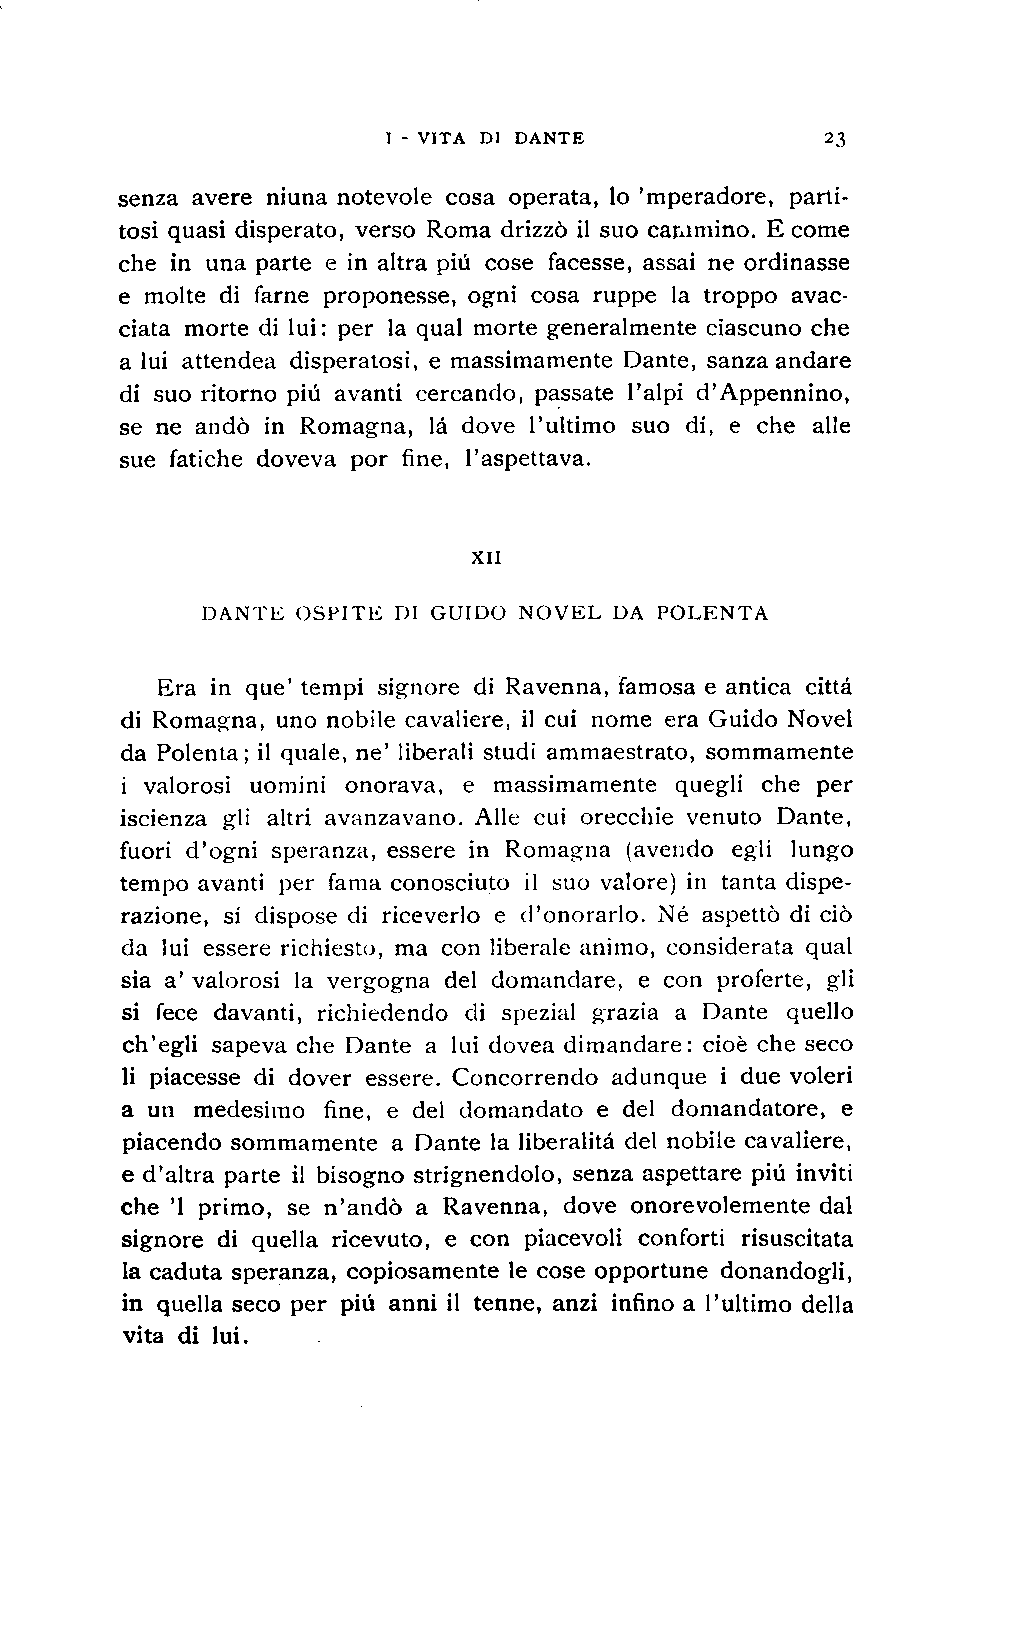 I - VITA DI DANTE 23
senza avere niuna notevole cosa operata, lo 'mperadore, parti-
tosi quasi disperato, verso Roma drizzò il suo cammino. E come
che in una parte e in altra piú cose facesse, assai ne ordinasse
e molte di farne proponesse, ogni cosa ruppe la troppo avac-
ciata morte di lui: per la qual morte generalmente ciascuno che
a lui attendea disperatosi, e massimamente Dante, sanza andare
di suo ritorno piú avanti cercando, passate l'alpi d'Appennino,
se ne andò in Romagna, lá dove l'ultimo suo dí, e che alle
sue fatiche doveva por fine, l'aspettava.
XII
DANTE OSPITE DI GUIDO NOVEL DA POLENTA
Era in que' tempi signore di Ravenna, famosa e antica cittá
di Romagna, uno nobile cavaliere, il cui nome era Guido Novel
da Polenta; il quale, ne' liberali studi ammaestrato, sommamente
i valorosi uomini onorava, e massimamente quegli che per
iscienza gli altri avanzavano. Alle cui orecchie venuto Dante,
fuori d'ogni speranza, essere in Romagna (avendo egli lungo
tempo avanti per fama conosciuto il suo valore) in tanta dispe-
razione, sí dispose di riceverlo e d'onorarlo. Né aspettò di ciò
da lui essere richiesto, ma con liberale animo, considerata qual
sia a' valorosi la vergogna del domandare, e con proferte, gli
si fece davanti, richiedendo di spezial grazia a Dante quello
ch'egli sapeva che Dante a lui dovea dimandare: cioè che seco
li piacesse di dover essere. Concorrendo adunque i due voleri
a un medesimo fine, e del domandato e del domandatore, e
piacendo sommamente a Dante la liberalitá del nobile cavaliere,
e d'altra parte il bisogno strignendolo, senza aspettare piú inviti
che 'l primo, se n'andò a Ravenna, dove onorevolemente dal
signore di quella ricevuto, e con piacevoli conforti risuscitata
la caduta speranza, copiosamente le cose opportune donandogli,
in quella seco per piú anni il tenne, anzi infino a l'ultimo della
vita di lui.